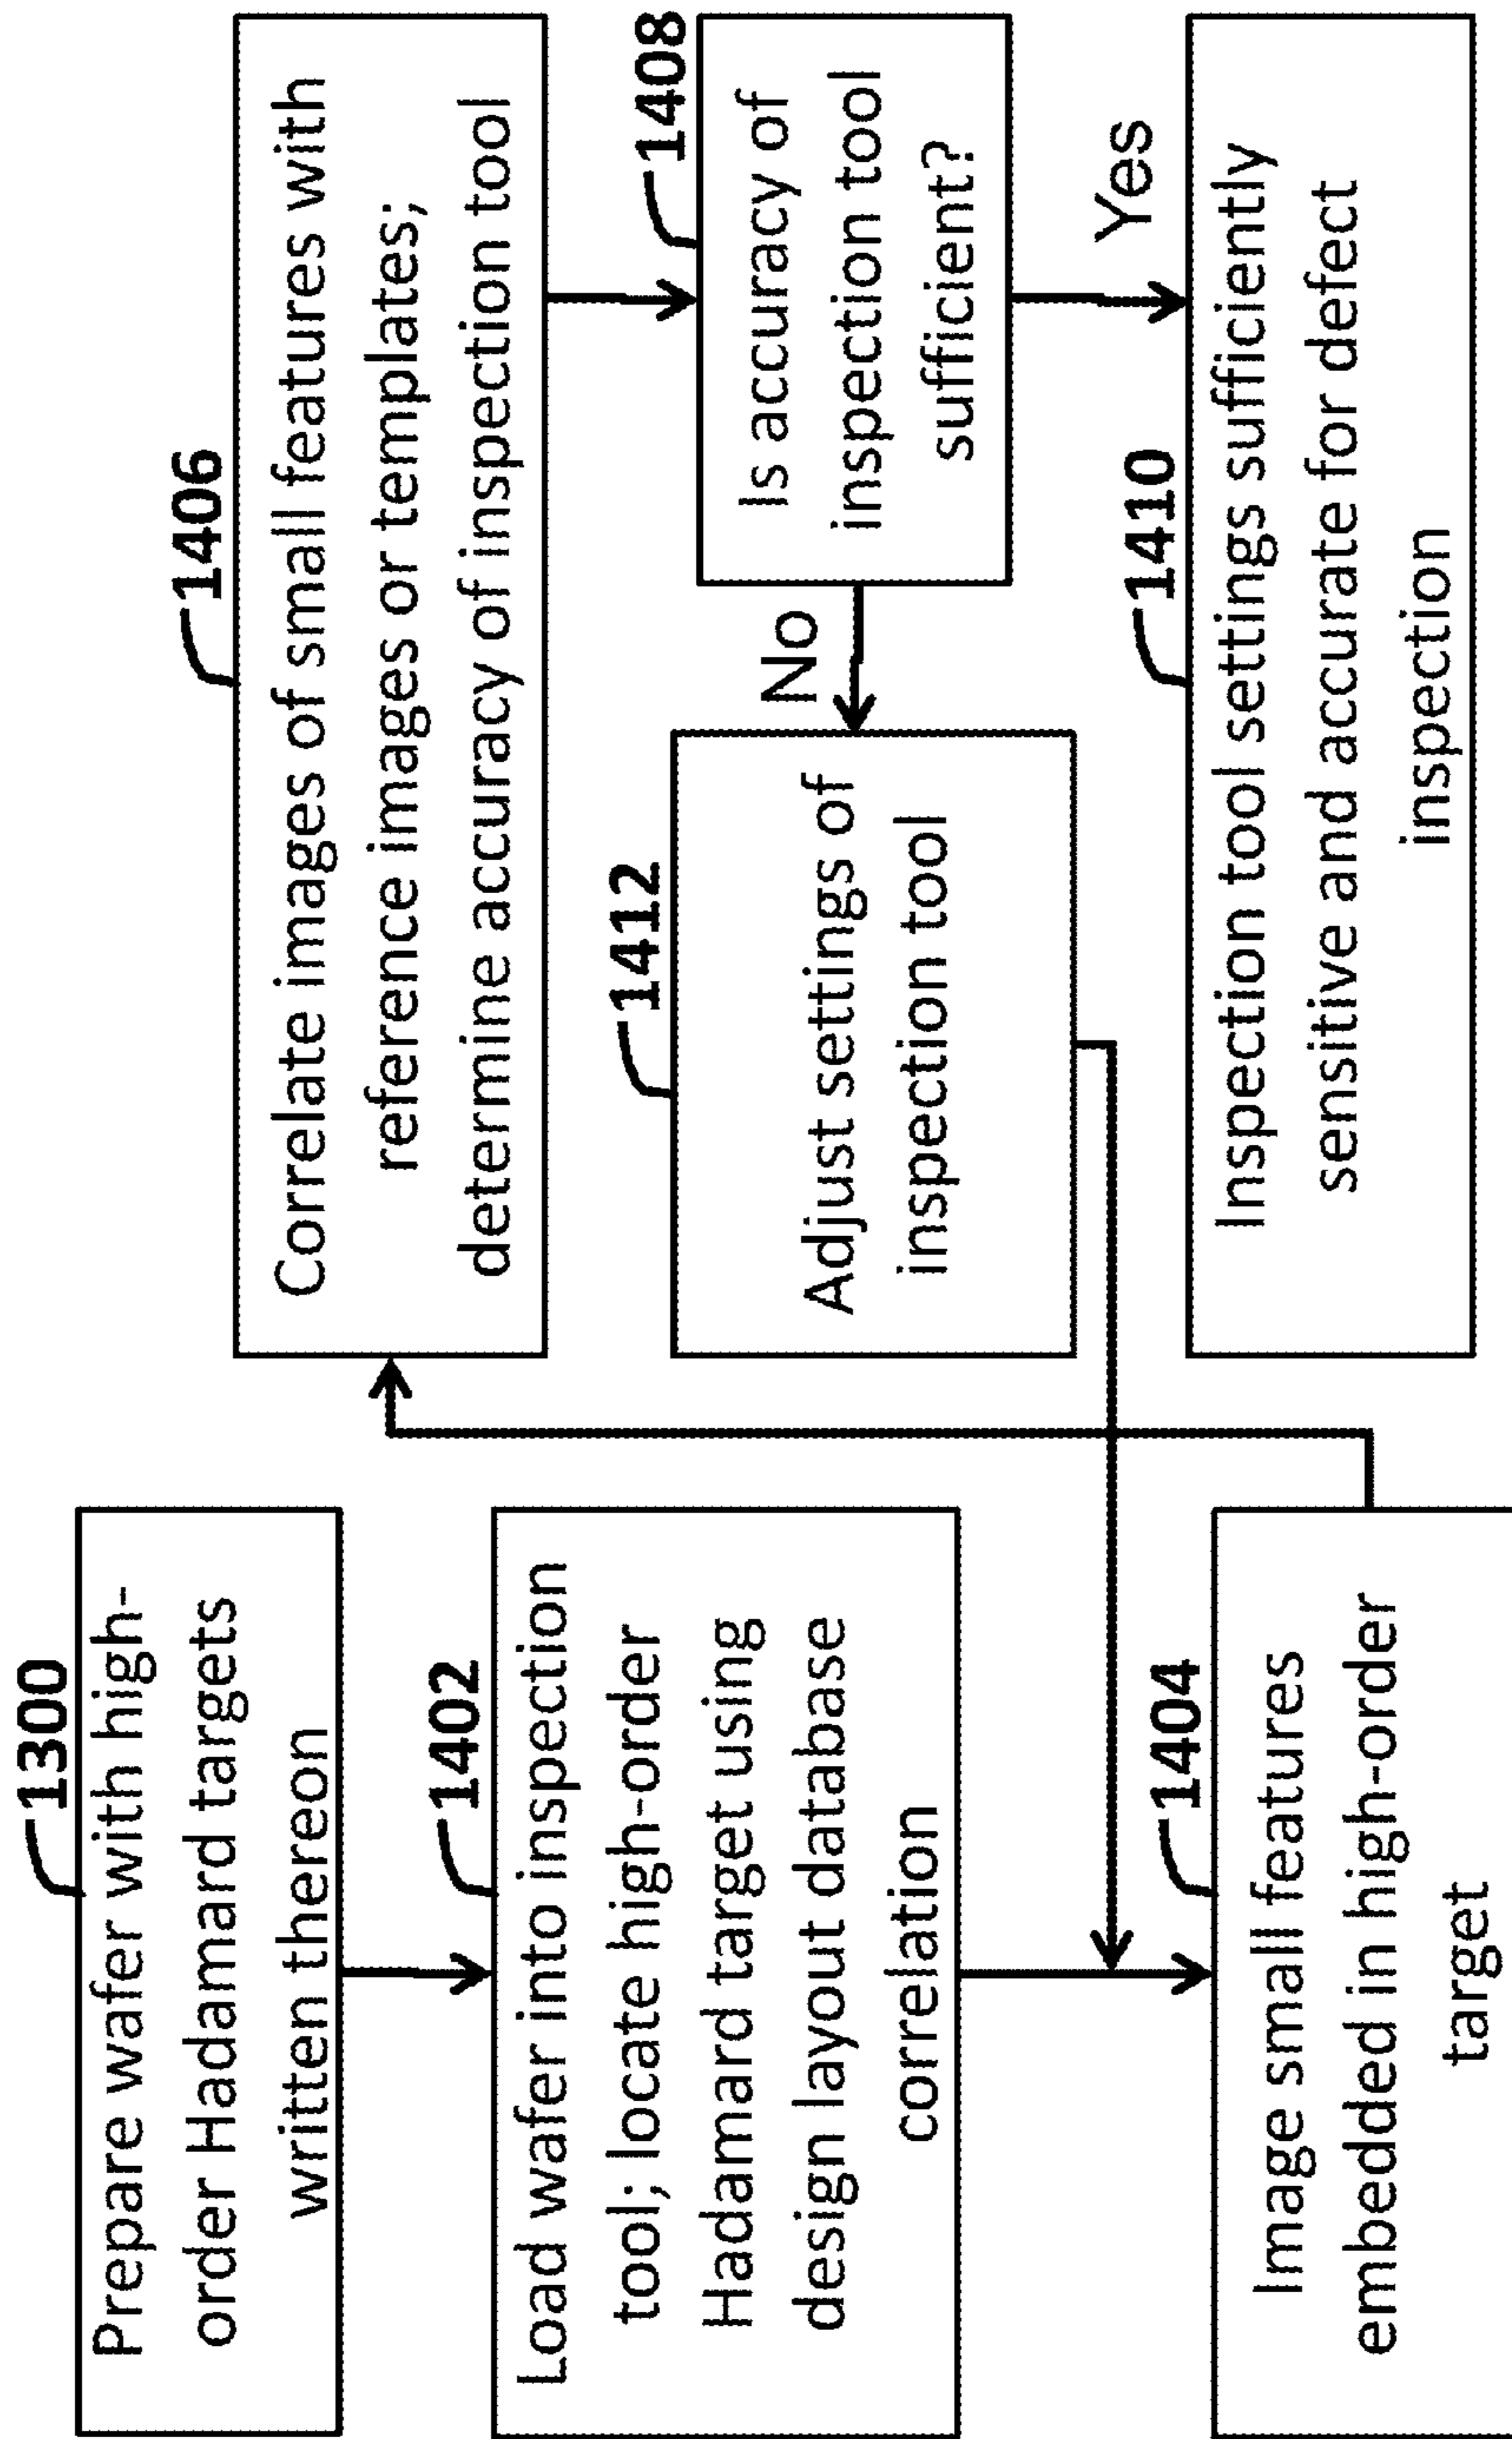 1300
Prepare wafer with high-
order Hadamard targets
written thereon
1402
Load wafer into inspection
tool; locate high-order
Hadamard target using
design layout database
correlation
1404
Image small features
embedded in high-order
target
1406
Correlate images of small features with
reference images or templates;
determine accuracy of inspection tool
1408
Is accuracy of
inspection tool
sufficient?
No
Yes
1412
Adjust settings of
inspection tool
1410
Inspection tool settings sufficiently
sensitive and accurate for defect
inspection